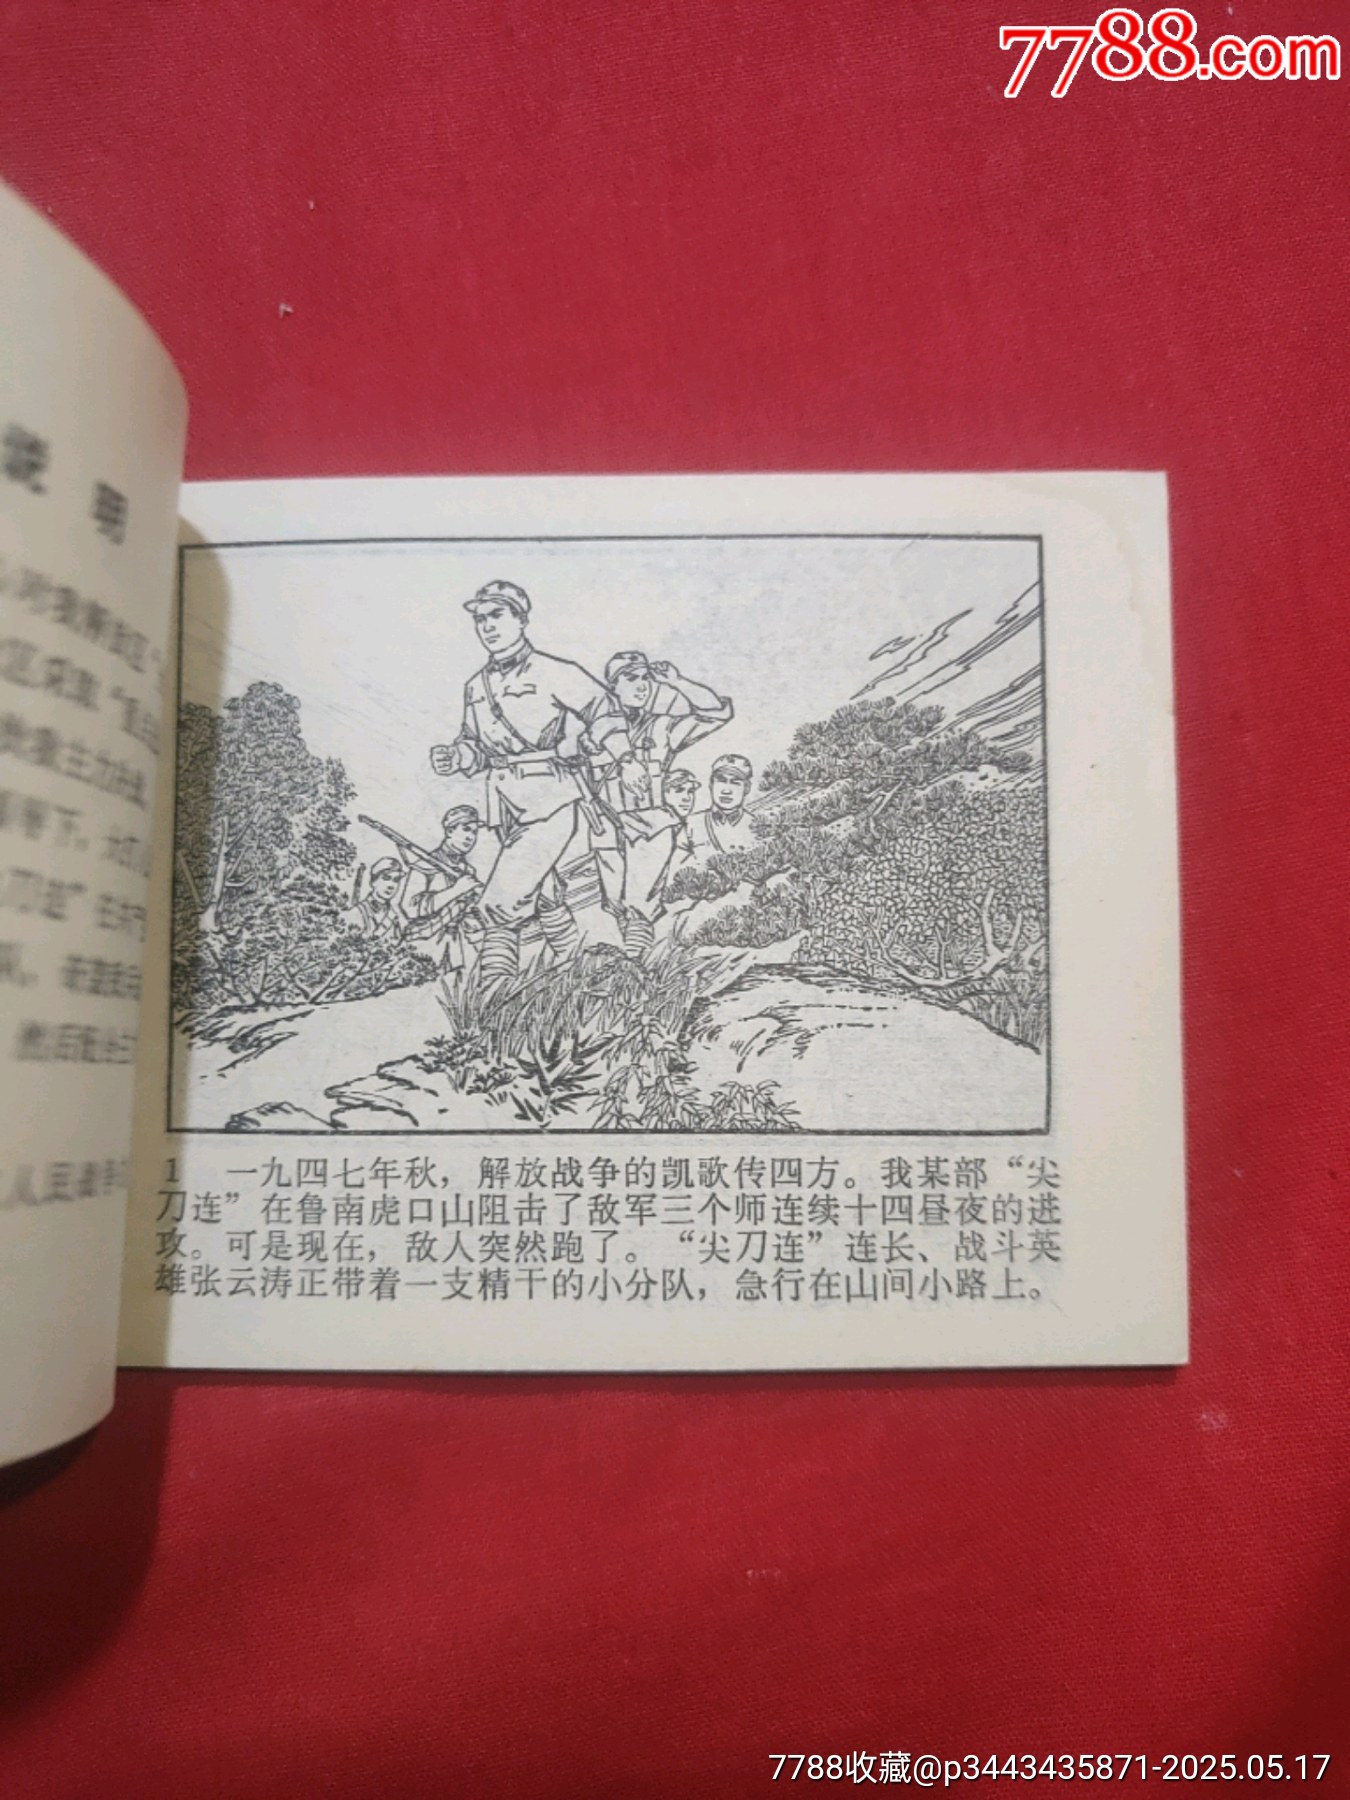 7788.com
说明
1 一九四七年秋，解放战争的凯歌传四方。我某部“尖
刀连”在鲁南虎口山阻击了敌军三个师连续十四昼夜的进
攻。可是现在，敌人突然跑了。“尖刀连”连长、战斗英
雄张云涛正带着一支精干的小分队，急行在山间小路上。
7788收藏@p3443435871-2025.05.17